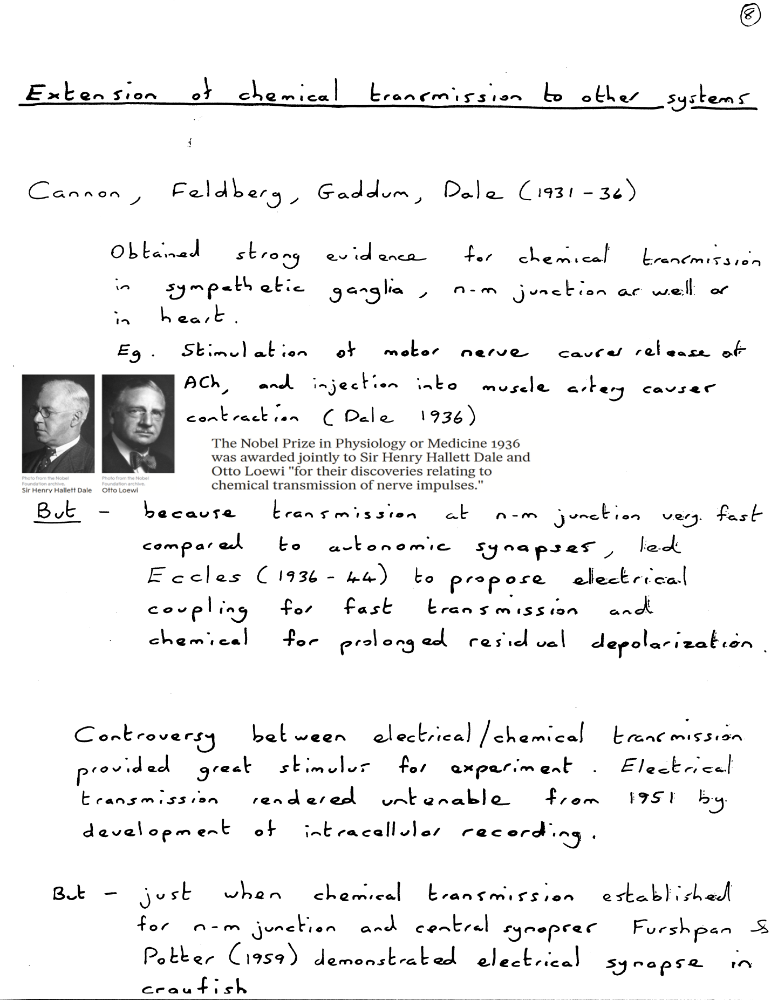 8
Extension of chemical transmission to other systems
Cannon, Feldberg, Gaddum, Dale (1931-36)
Obtained strong evidence for chemical transmission
in sympathetic ganglia, n-m junction as well as
in heart.
Eg. Stimulation of motor nerve causes release of
ACh, and injection into muscle artery causes
contraction (Dale 1936)
The Nobel Prize in Physiology or Medicine 1936
was awarded jointly to Sir Henry Hallett Dale and
Otto Loewi "for their discoveries relating to
chemical transmission of nerve impulses."
Photo from the Nobel
Foundation archive.
Sir Henry Hallett Dale
Photo from the Nobel
Foundation archive.
Otto Loewi
But - because transmission at n-m junction very fast
compared to autonomic synapses, led
Eccles (1936-44) to propose electrical
coupling for fast transmission and
chemical for prolonged residual depolarization.
Controversy between electrical/chemical transmission
provided great stimulus for experiment. Electrical
transmission rendered untenable from 1951 by
development of intracellular recording.
But - just when chemical transmission established
for n-m junction and central synapses Furshpan &
Potter (1959) demonstrated electrical synapse in
crayfish